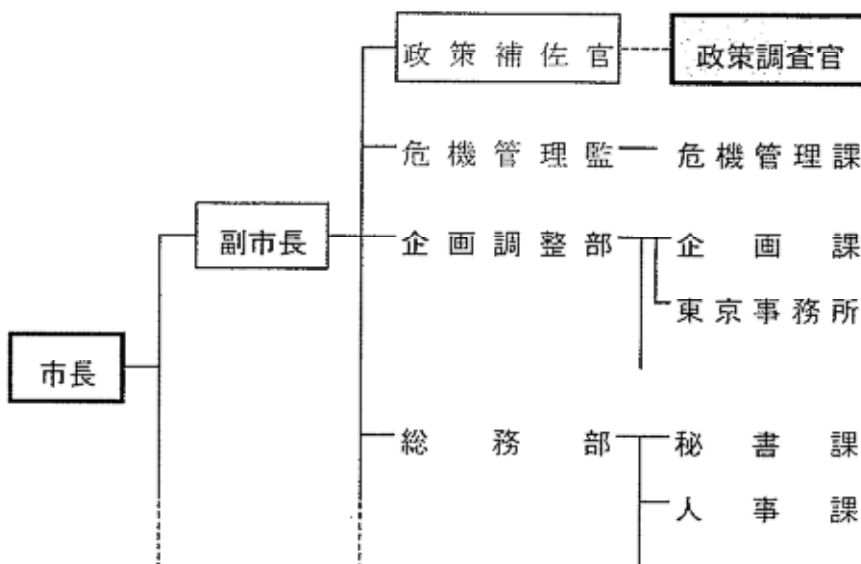 政策補佐官 政策調査官
危機管理監 危機管理課
副市長 企画調整部 企画課
東京事務所
市長
総務部 秘書課
人事課